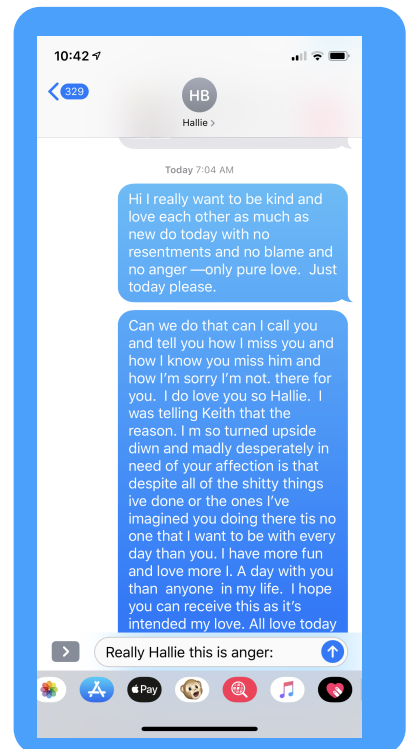 10:42
329
HB
Hallie >
Today 7:04 AM
Hi I really want to be kind and
love each other as much as
new do today with no
resentments and no blame and
no anger —only pure love.  Just
today please.
Can we do that can I call you
and tell you how I miss you and
how I know you miss him and
how I'm sorry I'm not. there for
you.  I do love you so Hallie.  I
was telling Keith that the
reason. I m so turned upside
diwn and madly desperately in
need of your affection is that
despite all of the shitty things
ive done or the ones I've
imagined you doing there tis no
one that I want to be with every
day than you. I have more fun
and love more I. A day with you
than  anyone  in my life.  I hope
you can receive this as it's
intended my love. All love today
Really Hallie this is anger:
Pay